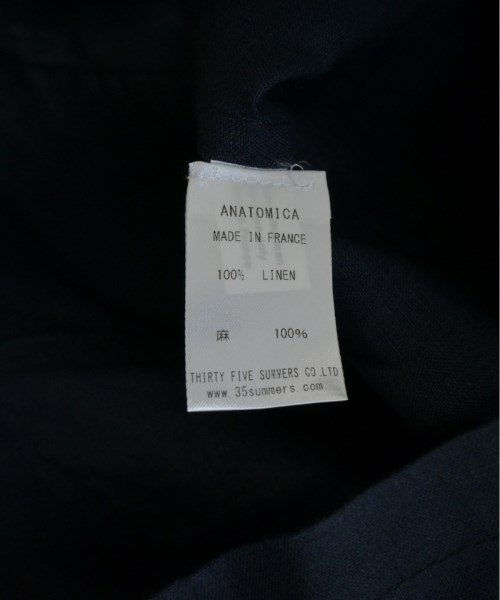 ANATOMICA
MADE IN FRANCE
100% LINEN
麻 100%
THIRTY FIVE SUMMERS CO.LTD
www.35summers.com